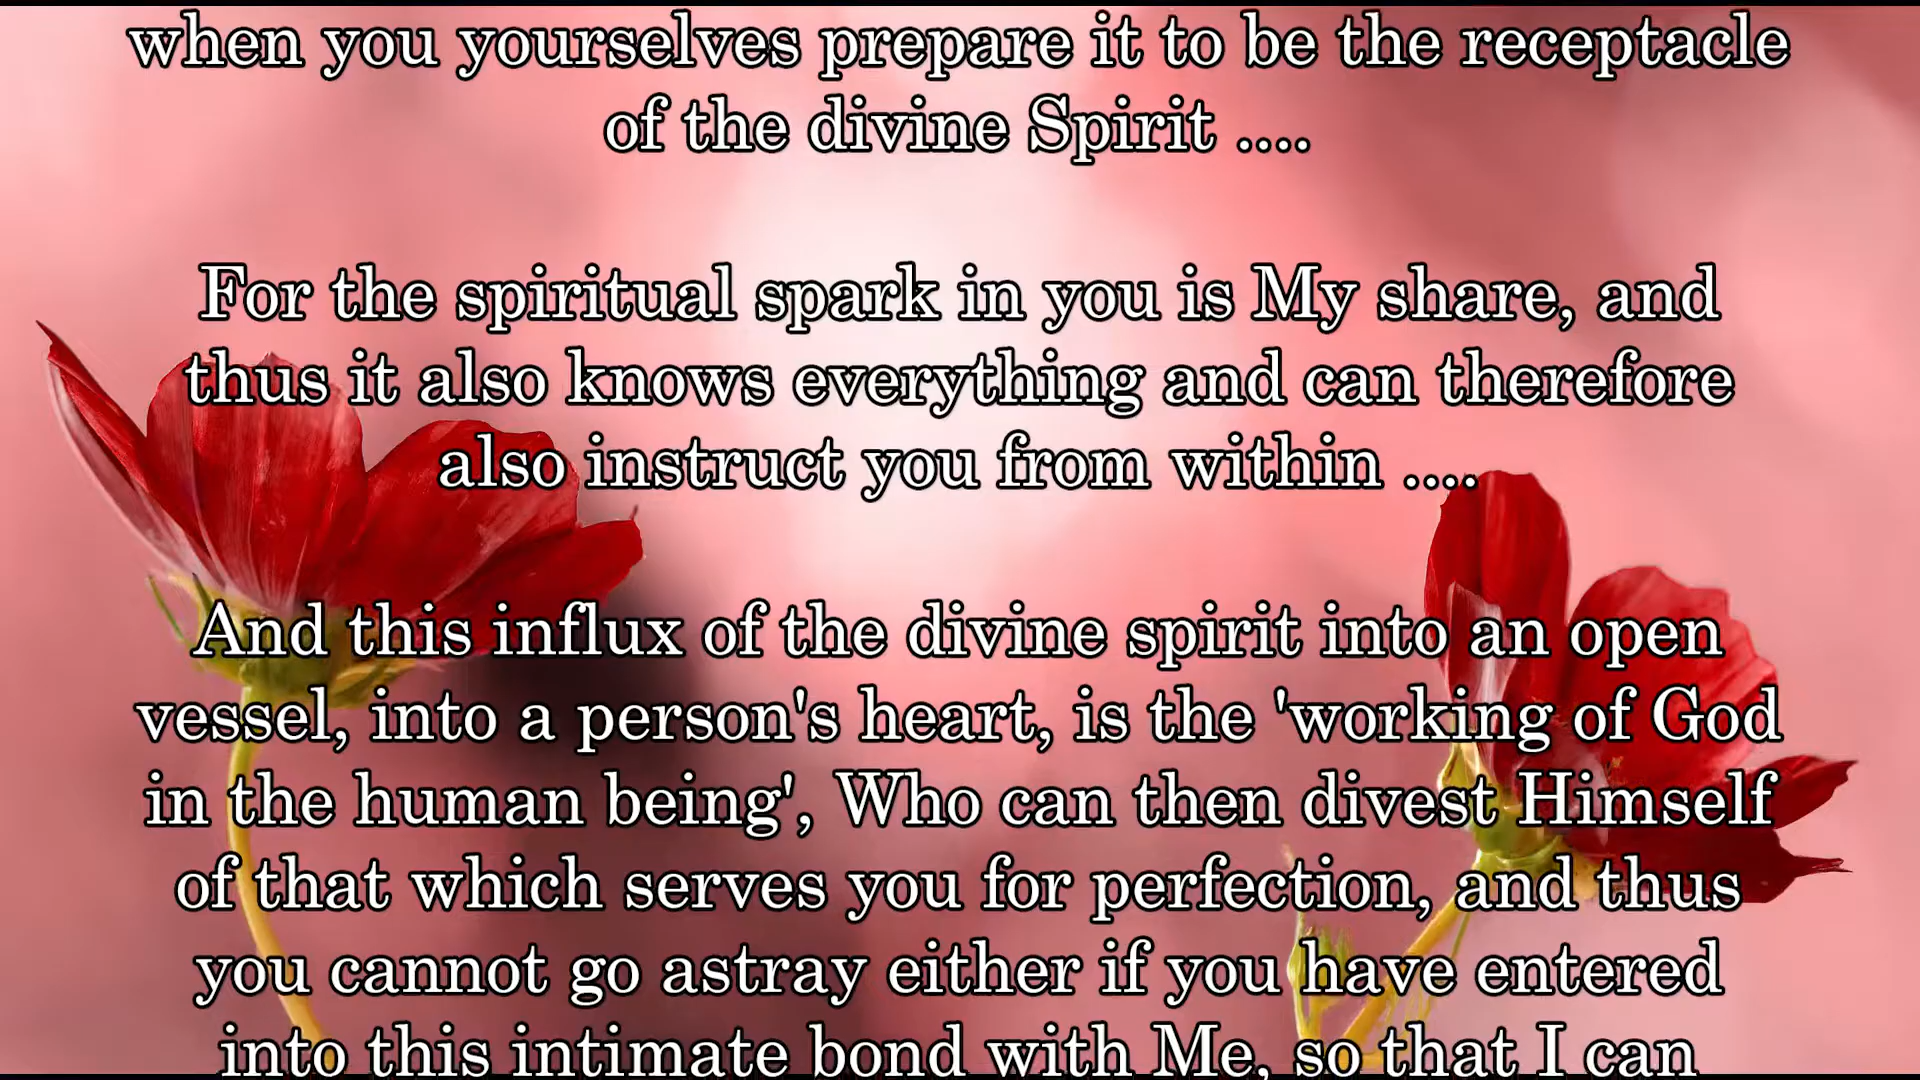 when you yourselves prepare it to be the receptacle
of the divine Spirit ....
For the spiritual spark in you is My share, and
thus it also knows everything and can therefore
also instruct you from within ....
And this influx of the divine spirit into an open
vessel, into a person's heart, is the 'working of God
in the human being', Who can then divest Himself
of that which serves you for perfection, and thus
you cannot go astray either if you have entered
into this intimate bond with Me, so that I can